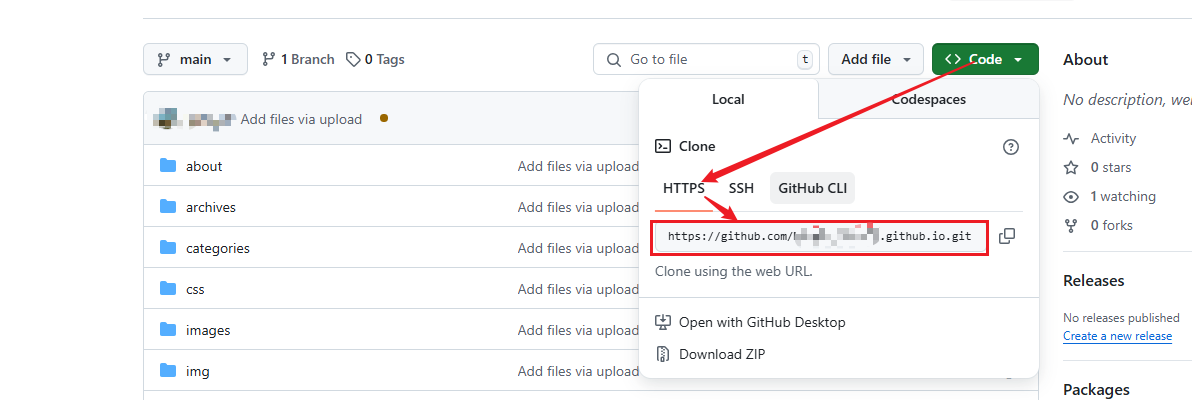 main 1 Branch 0 Tags Go to file t Add file Code
About
Local Codespaces
No description, we
Add files via upload
Clone
Activity
about Add files via upload
0 stars
HTTPS SSH GitHub CLI
1 watching
archives Add files via upload
0 forks
https://github.com/ .github.io.git
categories Add files via upload
Clone using the web URL.
Releases
css Add files via upload
No releases published
Open with GitHub Desktop
images Add files via upload
Create a new release
Download ZIP
img Add files via upload
Packages